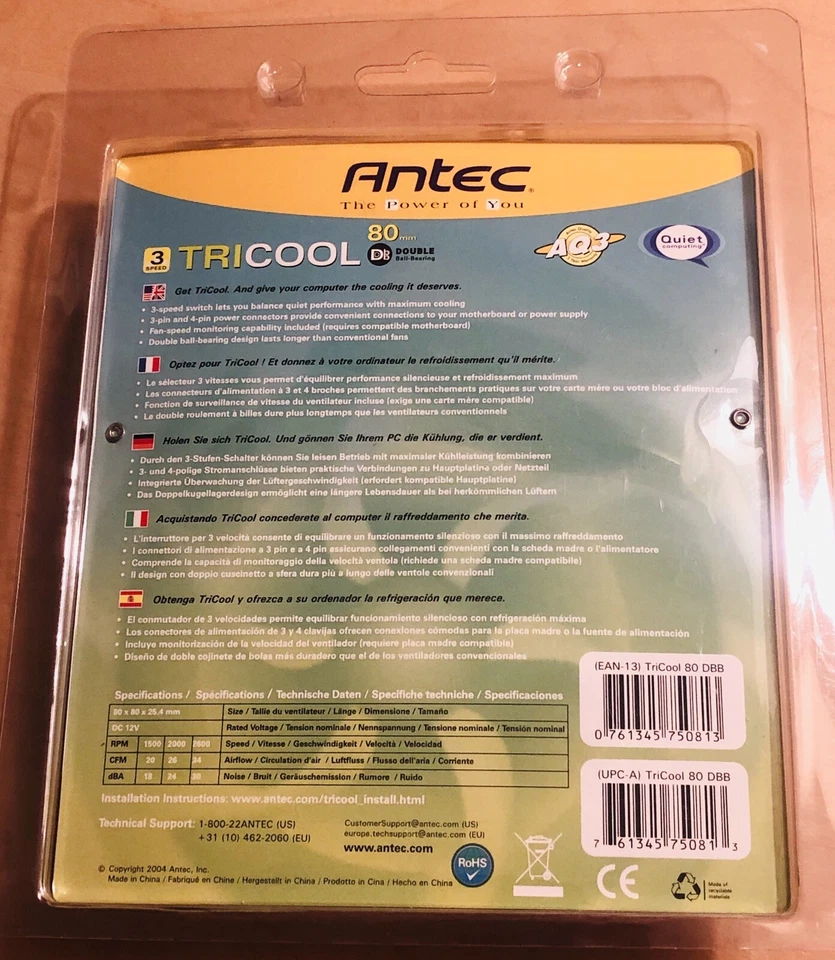 Antec®
The Power of You
3 SPEED TRICOOL 80mm DB DOUBLE Ball-Bearing
AQ3
Quiet computing™
Get TriCool. And give your computer the cooling it deserves.
• 3-speed switch lets you balance quiet performance with maximum cooling
• 3-pin and 4-pin power connectors provide convenient connections to your motherboard or power supply
• Fan-speed monitoring capability included (requires compatible motherboard)
• Double ball-bearing design lasts longer than conventional fans
Optez pour TriCool ! Et donnez à votre ordinateur le refroidissement qu'il mérite.
• Le sélecteur 3 vitesses vous permet d'équilibrer performance silencieuse et refroidissement maximum
• Les connecteurs d'alimentation à 3 et 4 broches permettent des branchements pratiques sur votre carte mère ou votre bloc d'alimentation
• Fonction de surveillance de vitesse du ventilateur incluse (exige une carte mère compatible)
• Le double roulement à billes dure plus longtemps que les ventilateurs conventionnels
Holen Sie sich TriCool. Und gönnen Sie Ihrem PC die Kühlung, die er verdient.
• Durch den 3-Stufen-Schalter können Sie leisen Betrieb mit maximaler Kühlleistung kombinieren
• 3- und 4-polige Stromanschlüsse bieten praktische Verbindungen zu Hauptplatine oder Netzteil
• Integrierte Überwachung der Lüftergeschwindigkeit (erfordert kompatible Hauptplatine)
• Das Doppelkugellagerdesign ermöglicht eine längere Lebensdauer als bei herkömmlichen Lüftern
Acquistando TriCool concederete al computer il raffreddamento che merita.
• L'interruttore per 3 velocità consente di equilibrare un funzionamento silenzioso con il massimo raffreddamento
• I connettori di alimentazione a 3 pin e a 4 pin assicurano collegamenti convenienti con la scheda madre o l'alimentatore
• Comprende la capacità di monitoraggio della velocità ventola (richiede una scheda madre compatibile)
• Il design con doppio cuscinetto a sfera dura più a lungo delle ventole convenzionali
Obtenga TriCool y ofrezca a su ordenador la refrigeración que merece.
• El conmutador de 3 velocidades permite equilibrar funcionamiento silencioso con refrigeración máxima
• Los conectores de alimentación de 3 y 4 clavijas ofrecen conexiones cómodas para la placa madre o la fuente de alimentación
• Incluye monitorización de la velocidad del ventilador (requiere placa madre compatible)
• Diseño de doble cojinete de bolas más duradero que el de los ventiladores convencionales
Specifications / Spécifications / Technische Daten / Specifiche techniche / Specificaciones
80 x 80 x 25.4 mm Size / Taille du ventilateur / Länge / Dimensione / Tamaño
DC 12V Rated Voltage / Tension nominale / Nennspannung / Tensione nominale / Tensión nominal
RPM 1500 2000 2600 Speed / Vitesse / Geschwindigkeit / Velocità / Velocidad
CFM 20 26 34 Airflow / Circulation d'air / Luftfluss / Flusso dell'aria / Corriente
dBA 18 24 30 Noise / Bruit / Geräuschemission / Rumore / Ruido
(EAN-13) TriCool 80 DBB
0 761345 750813
(UPC-A) TriCool 80 DBB
7 61345 75081 3
Installation Instructions: www.antec.com/tricool_install.html
Technical Support: 1-800-22ANTEC (US)
+31 (10) 462-2060 (EU)
CustomerSupport@antec.com (US)
europe.techsupport@antec.com (EU)
www.antec.com
RoHS
CE
Made of recyclable materials
© Copyright 2004 Antec, Inc.
Made in China / Fabriqué en Chine / Hergestellt in China / Prodotto in Cina / Hecho en China